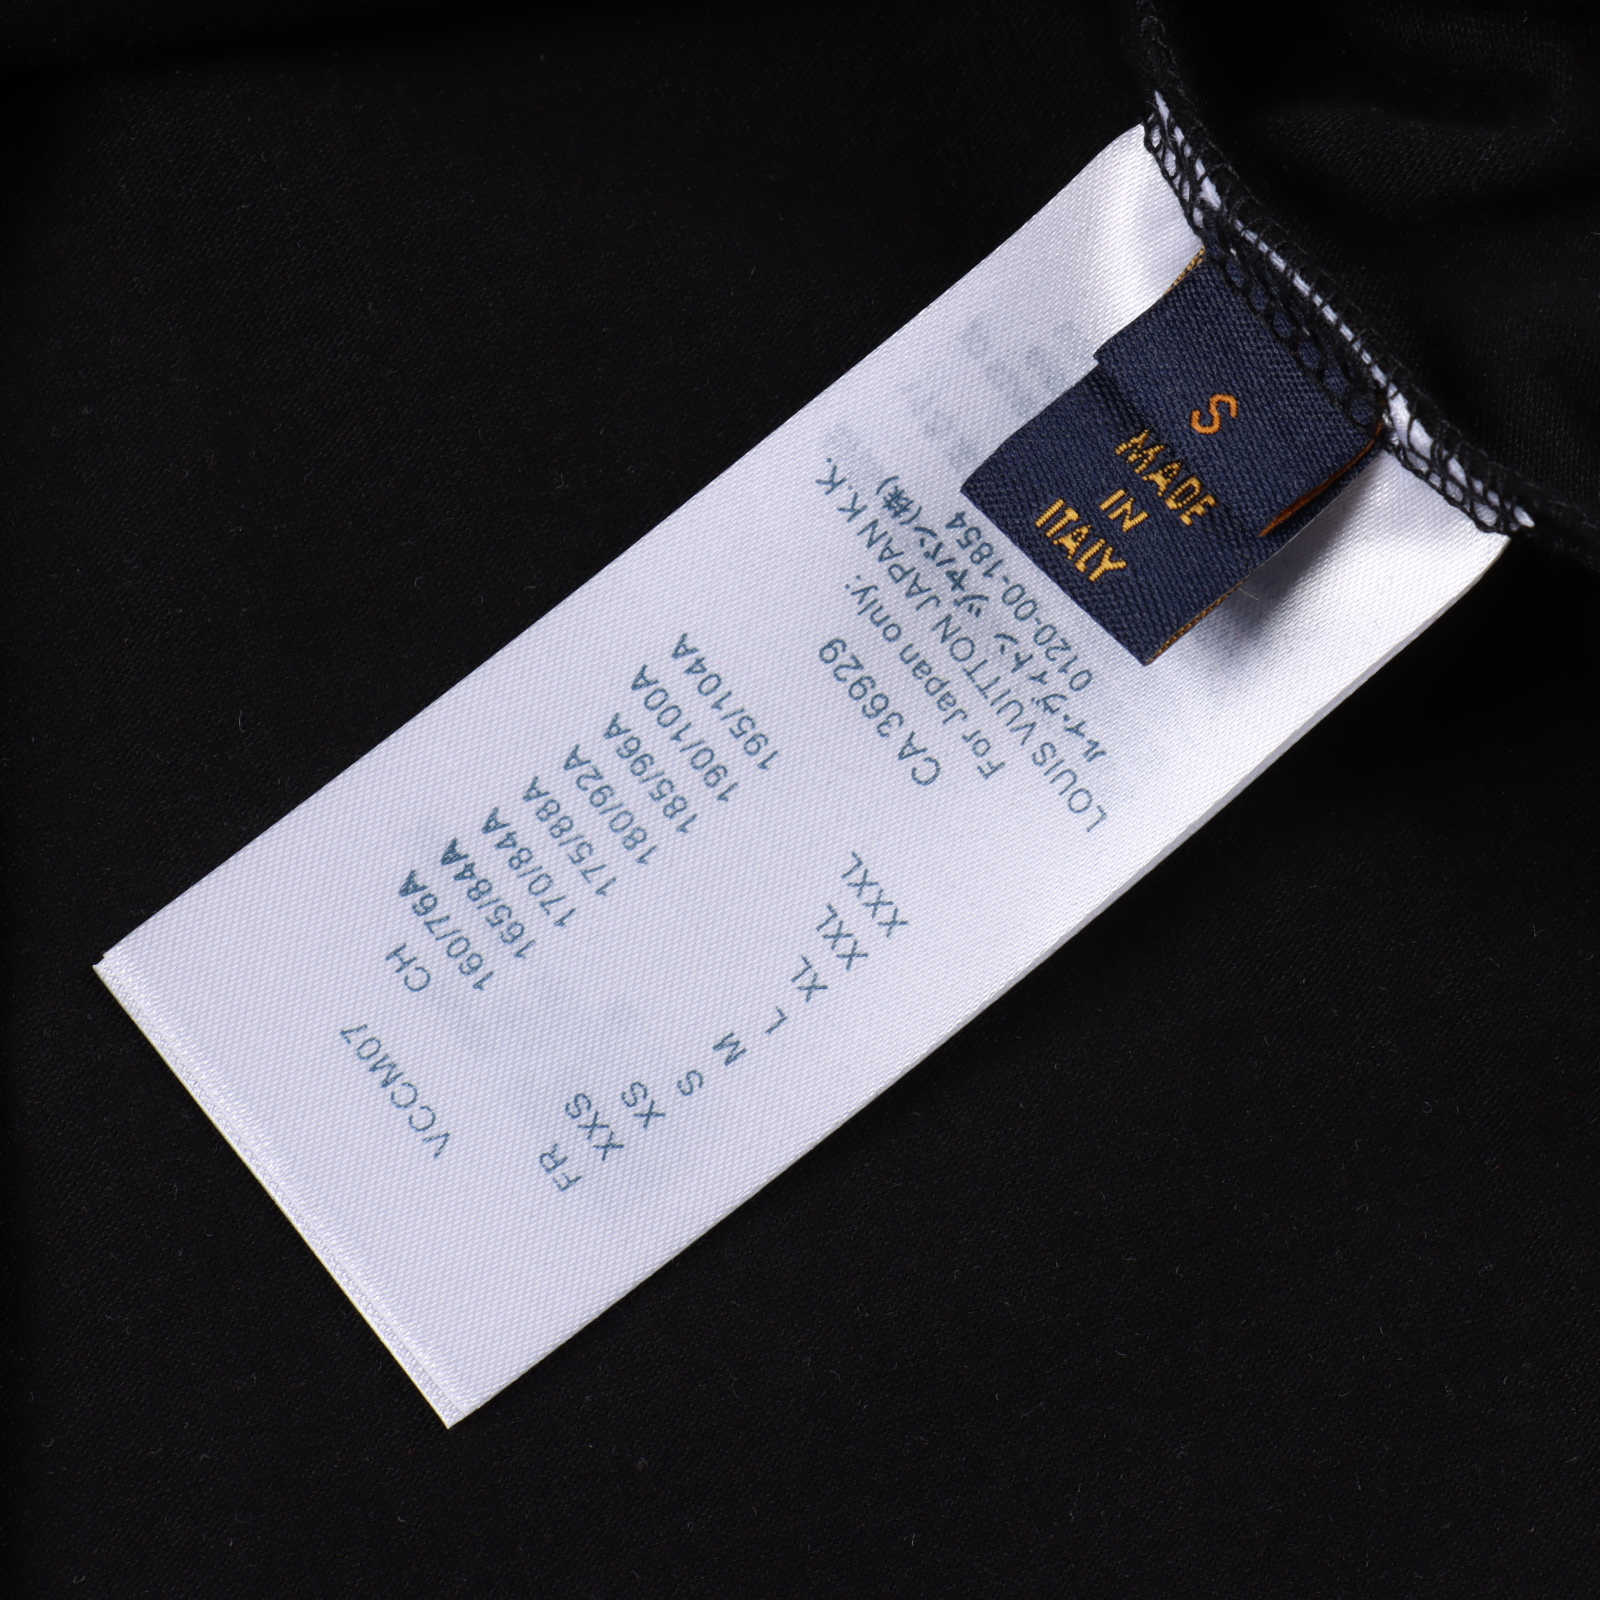 S
MADE
IN
ITALY
VCCM07
FR CH
XXS 160/76A
XS 165/84A
S 170/84A
M 175/88A
L 180/92A
XL 185/96A
XXL 190/100A
XXXL 195/104A
CA 36929
For Japan only:
LOUIS VUITTON JAPAN K.K.
ルイ・ヴィトン ジャパン(株)
0120-00-1854